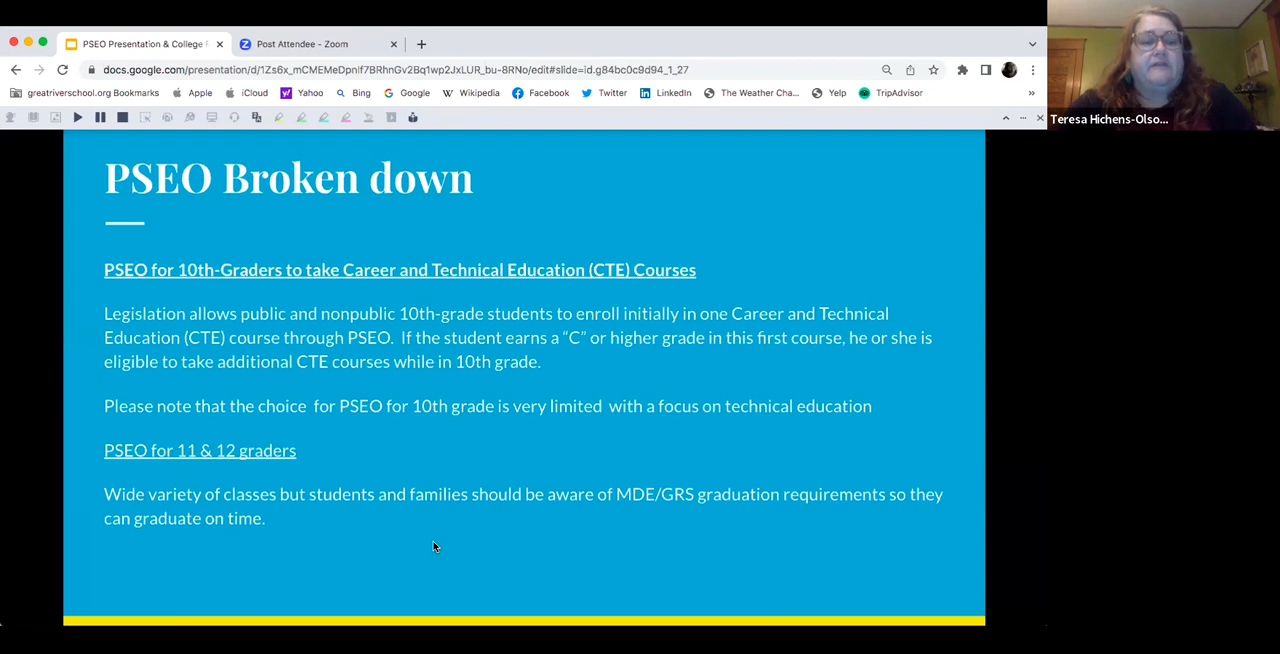 PSEO Presentation & College F
Post Attendee - Zoom
docs.google.com/presentation/d/1Zs6x_mCMEMeDpnIf7BRhnGv2Bq1wp2JxLUR_bu-8RNo/edit#slide=id.g84bc0c9d94_1_27
greatriverschool.org Bookmarks Apple iCloud Yahoo Bing Google Wikipedia Facebook Twitter LinkedIn The Weather Cha... Yelp TripAdvisor »
Teresa Hichens-Olso...
PSEO Broken down
PSEO for 10th-Graders to take Career and Technical Education (CTE) Courses
Legislation allows public and nonpublic 10th-grade students to enroll initially in one Career and Technical
Education (CTE) course through PSEO. If the student earns a “C” or higher grade in this first course, he or she is
eligible to take additional CTE courses while in 10th grade.
Please note that the choice for PSEO for 10th grade is very limited with a focus on technical education
PSEO for 11 & 12 graders
Wide variety of classes but students and families should be aware of MDE/GRS graduation requirements so they
can graduate on time.